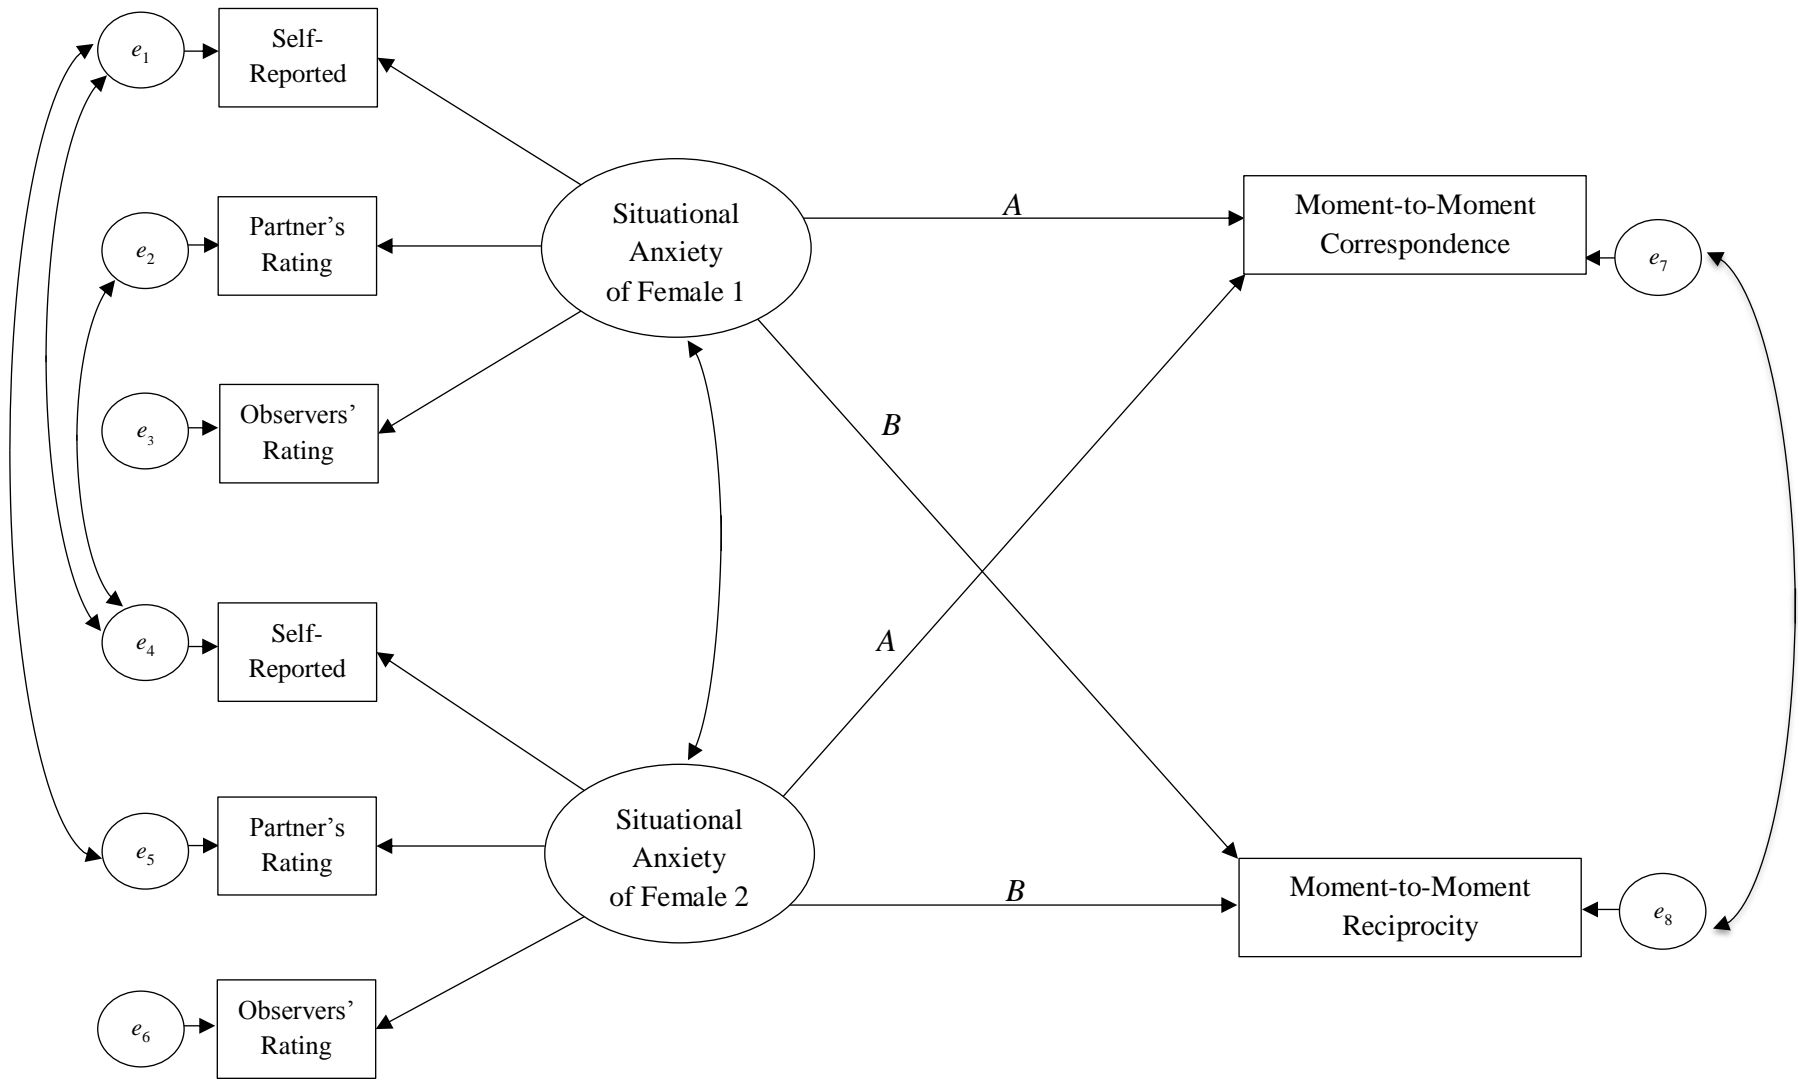 e1
Self-
Reported
e2
Partner's
Rating
e3
Observers'
Rating
Situational
Anxiety
of Female 1
A
B
Moment-to-Moment
Correspondence
e7
e4
Self-
Reported
e5
Partner's
Rating
e6
Observers'
Rating
Situational
Anxiety
of Female 2
A
B
Moment-to-Moment
Reciprocity
e8